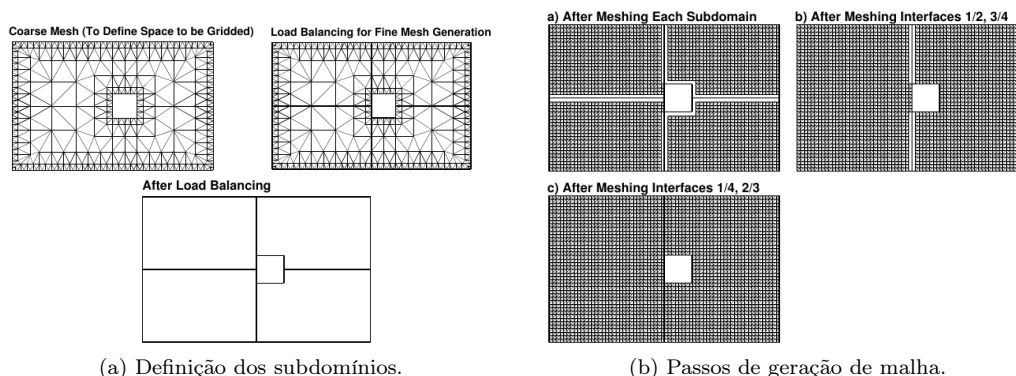 Coarse Mesh (To Define Space to be Gridded)
Load Balancing for Fine Mesh Generation
After Load Balancing
(a) Definição dos subdomínios.
a) After Meshing Each Subdomain
b) After Meshing Interfaces 1/2, 3/4
c) After Meshing Interfaces 1/4, 2/3
(b) Passos de geração de malha.